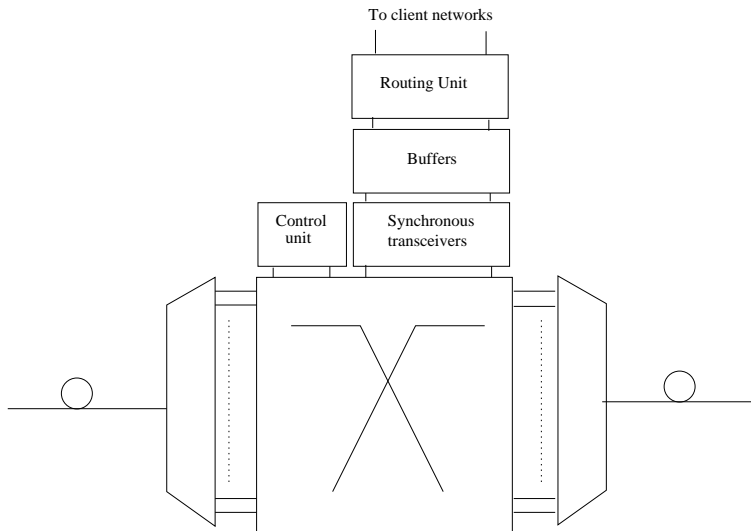 To client networks
Routing Unit
Buffers
Control
unit
Synchronous
transceivers